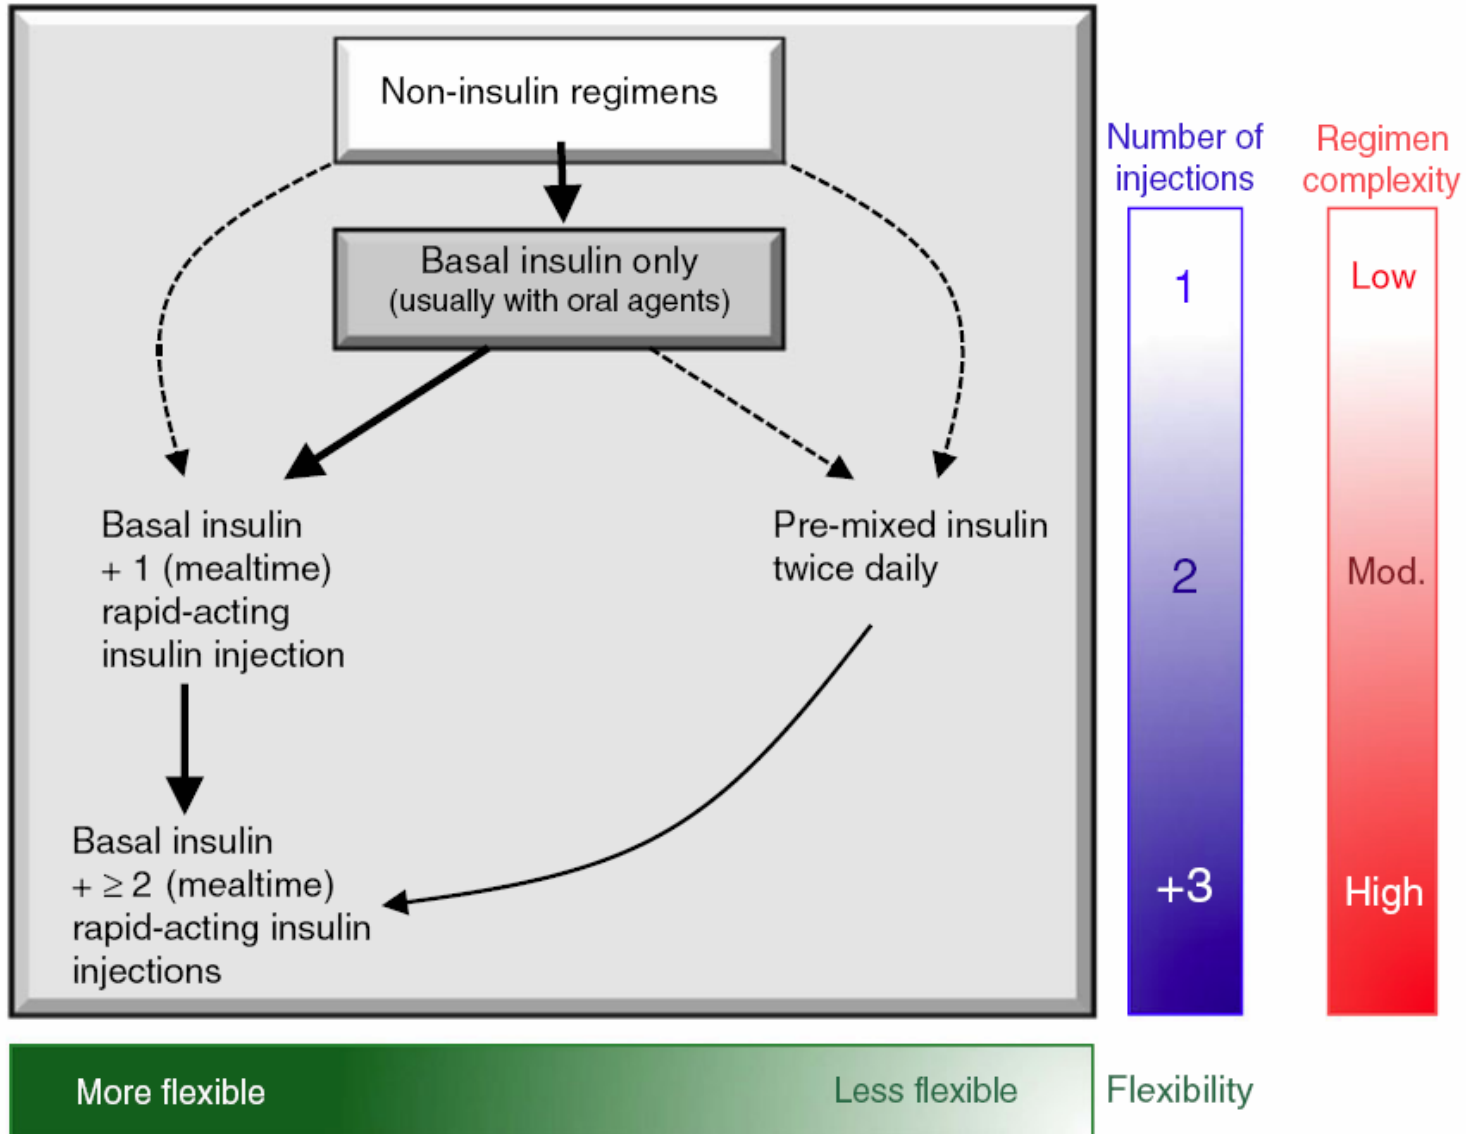 Non-insulin regimens
Number of
injections
Regimen
complexity
Basal insulin only
(usually with oral agents)
1
Low
Basal insulin
+ 1 (mealtime)
rapid-acting
insulin injection
Pre-mixed insulin
twice daily
2
Mod.
Basal insulin
+ ≥ 2 (mealtime)
rapid-acting insulin
injections
+3
High
More flexible
Less flexible
Flexibility